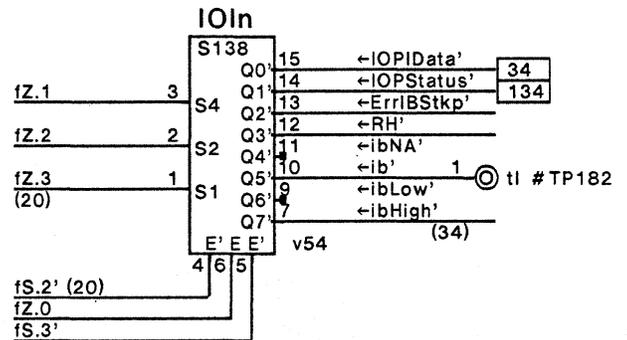 IOIn
S138
15 ←IOPIData'
Q0' 34
14 ←IOPStatus'
Q1' 134
fZ.1 3 S4 13 ←ErrIBStkp
Q2'
12 ←RH'
Q3'
fZ.2 2 S2 11 ←ibNA'
Q4'
10 ←ib' 1
fZ.3 1 S1 Q5' tl #TP182
(20) 9 ←ibLow'
Q6'
7 ←ibHigh'
Q7' (34)
E' E E' v54
4 6 5
fS.2' (20)
fZ.0
fS.3'